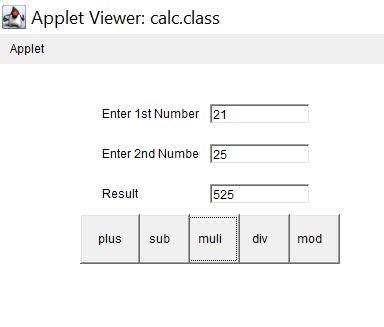 Applet Viewer: calc.class
Applet
Enter 1st Number 21
Enter 2nd Numbe 25
Result 525
plus sub muli div mod